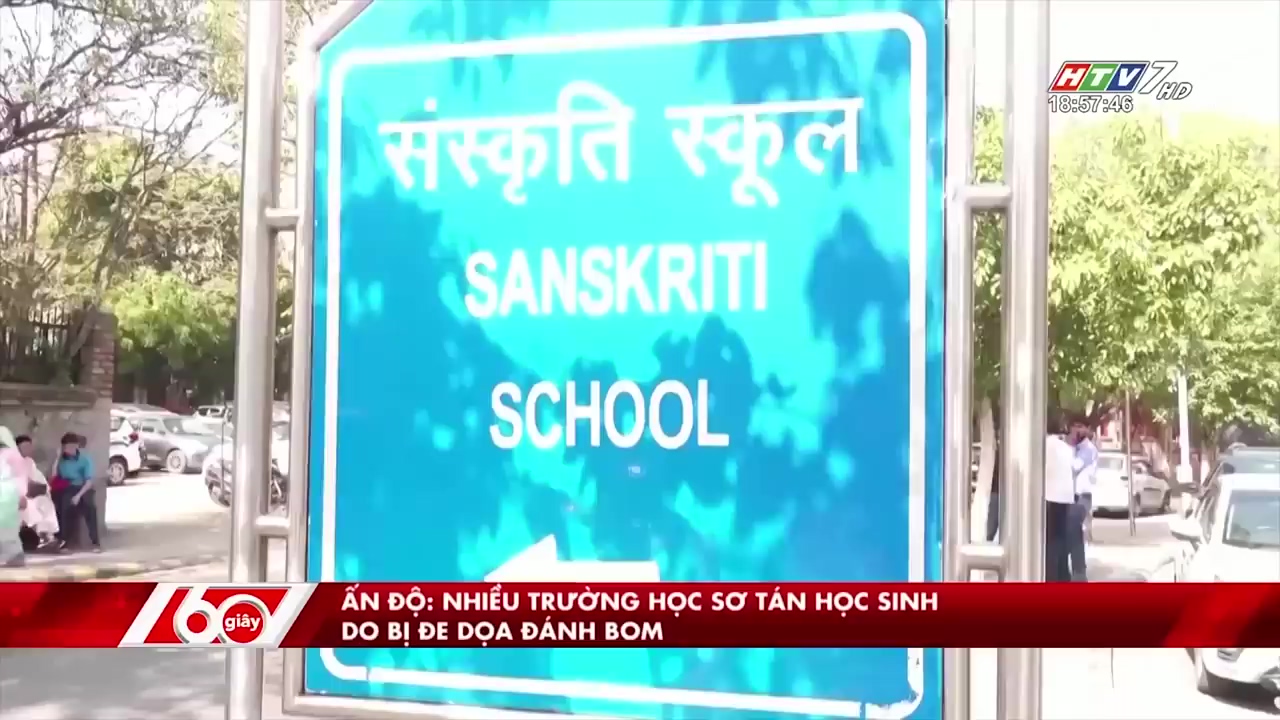 संस्कृति स्कूल
SANSKRITI
SCHOOL
HTV7 HD
18:57:46
60 giây
ẤN ĐỘ: NHIỀU TRƯỜNG HỌC SƠ TÁN HỌC SINH
DO BỊ ĐE DỌA ĐÁNH BOM